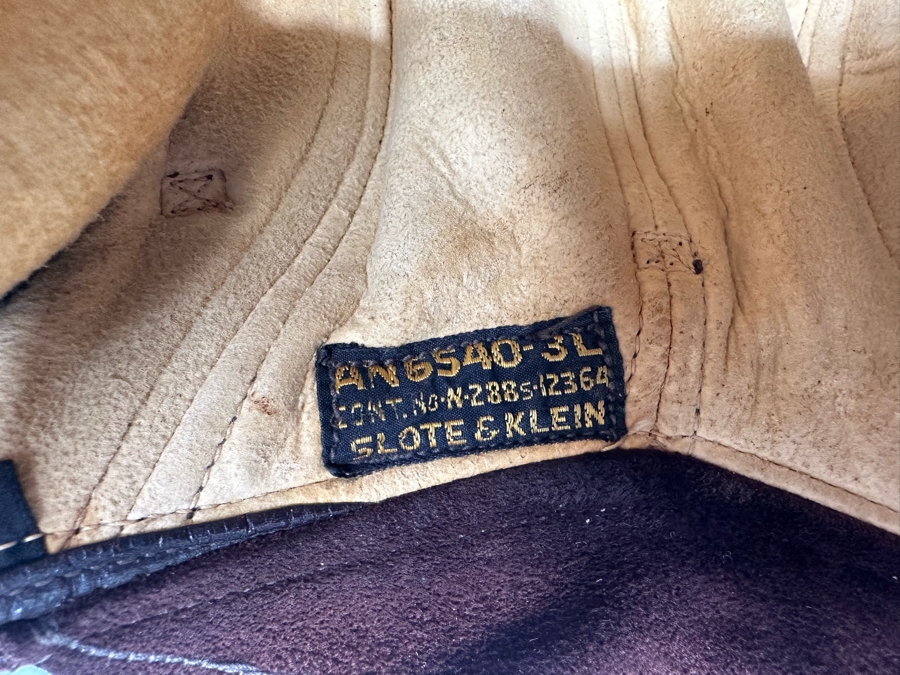 AN6540-3L
CONT. No-N-288s-12364
SLOTE & KLEIN